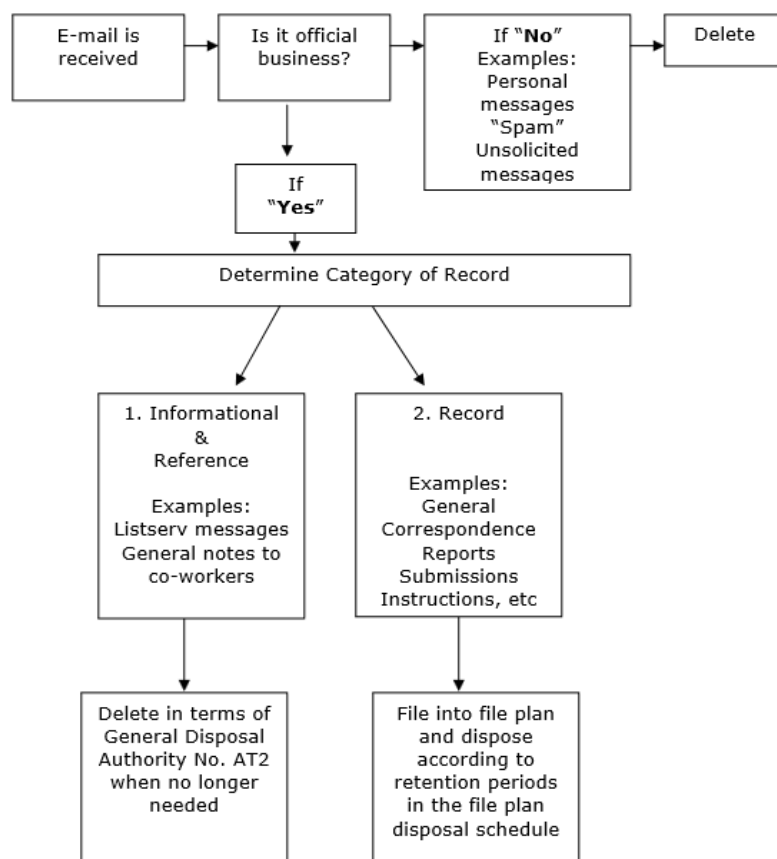 E-mail is
received
Is it official
business?
If “No”
Examples:
Personal
messages
“Spam”
Unsolicited
messages
Delete
If
“Yes”
Determine Category of Record
1. Informational
&
Reference
Examples:
Listserv messages
General notes to
co-workers
2. Record
Examples:
General
Correspondence
Reports
Submissions
Instructions, etc
Delete in terms of
General Disposal
Authority No. AT2
when no longer
needed
File into file plan
and dispose
according to
retention periods
in the file plan
disposal schedule